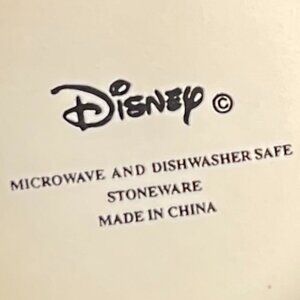 Disney ©
MICROWAVE AND DISHWASHER SAFE
STONEWARE
MADE IN CHINA